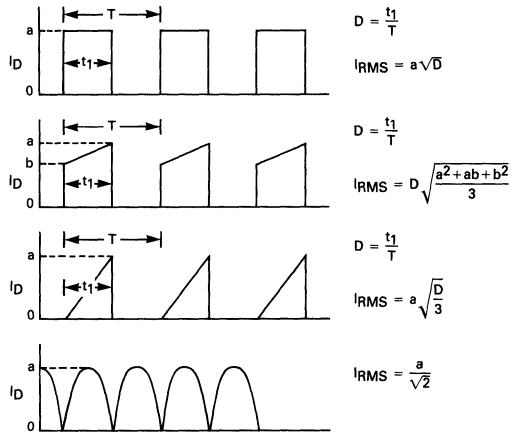 T
a
t1
ID
0
D = t1/T
IRMS = a√D
T
a
b
t1
ID
0
D = t1/T
IRMS = D√((a2+ab+b2)/3)
T
a
t1
ID
0
D = t1/T
IRMS = a√(D/3)
a
ID
0
IRMS = a/√2